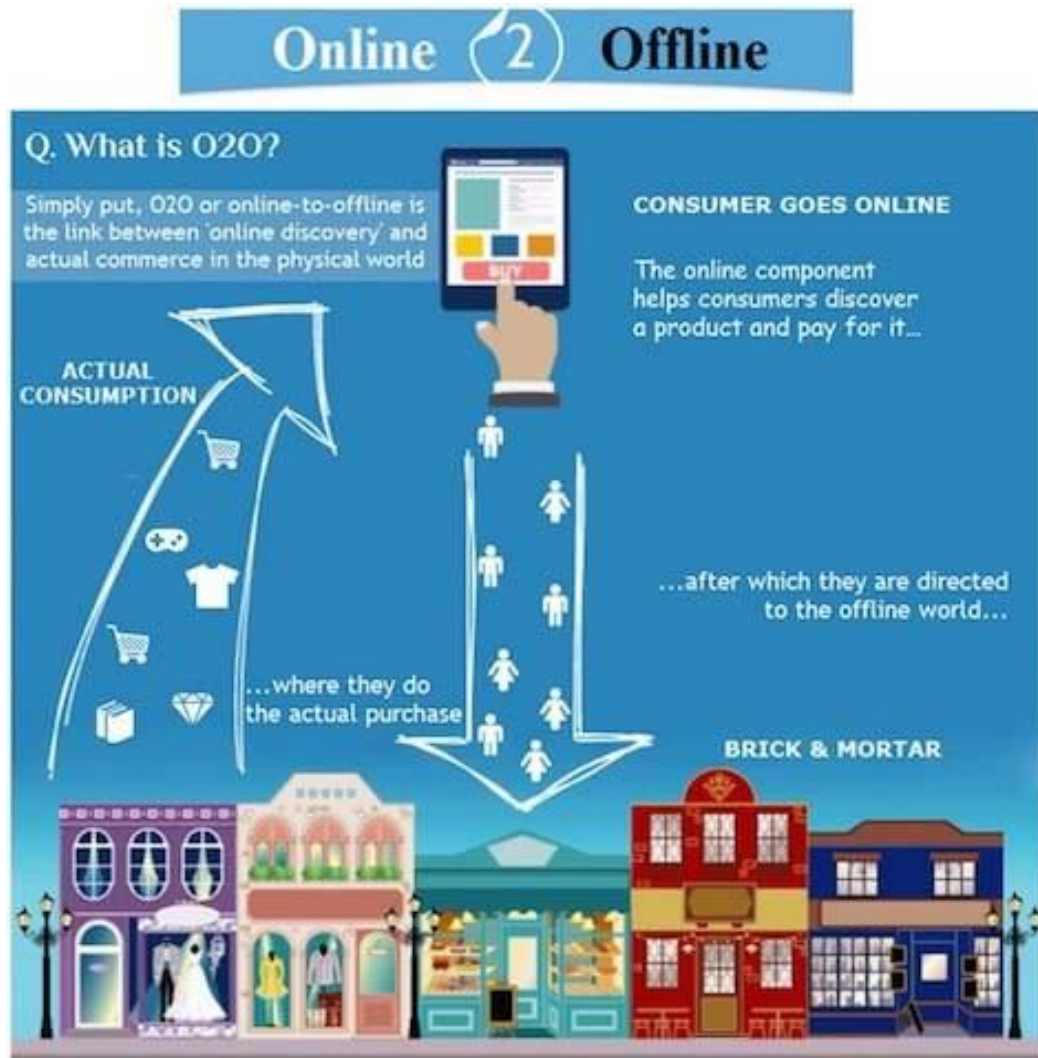 Online 2 Offline
Q. What is O2O?
Simply put, O2O or online-to-offline is
the link between 'online discovery' and
actual commerce in the physical world
BUY
CONSUMER GOES ONLINE
The online component
helps consumers discover
a product and pay for it...
...after which they are directed
to the offline world...
BRICK & MORTAR
...where they do
the actual purchase
ACTUAL
CONSUMPTION